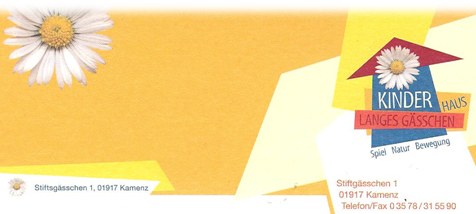 KINDER
HAUS
LANGES GÄSSCHEN
Spiel Natur Bewegung
Stiftsgässchen 1, 01917 Kamenz
Stiftgässchen 1
01917 Kamenz
Telefon/Fax 0 35 78 / 31 55 90